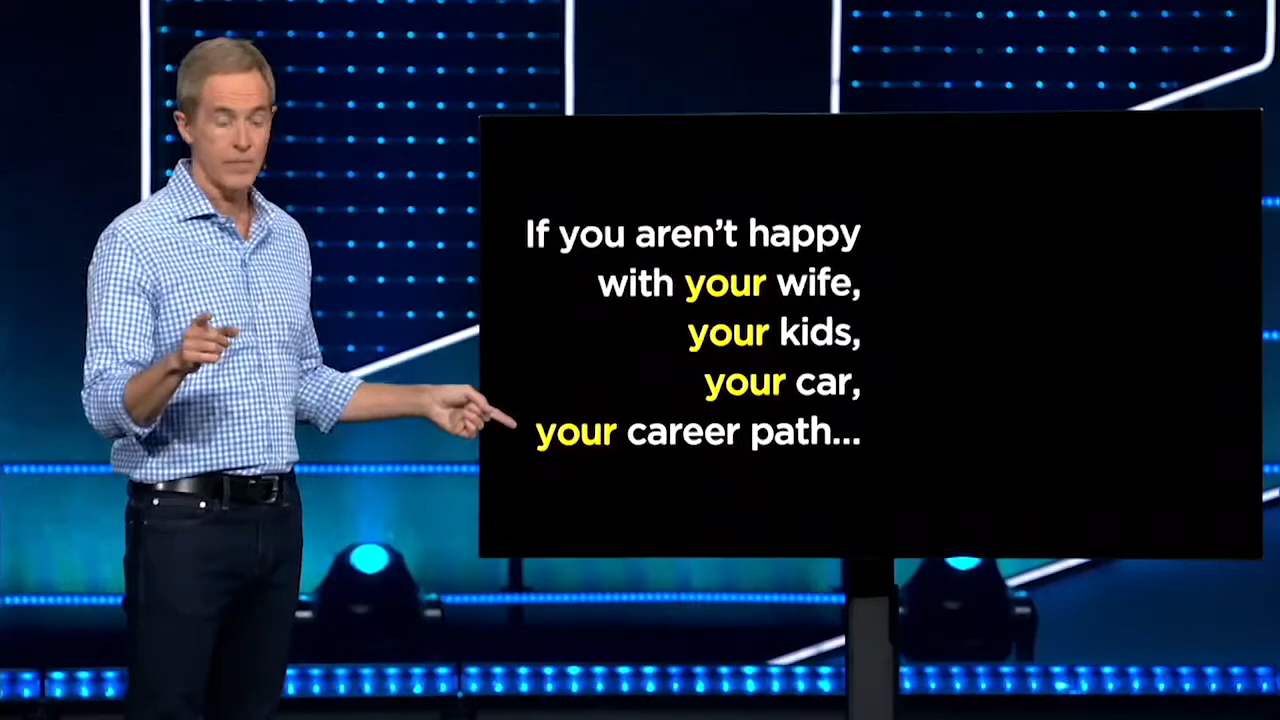 If you aren’t happy
with your wife,
your kids,
your car,
your career path...